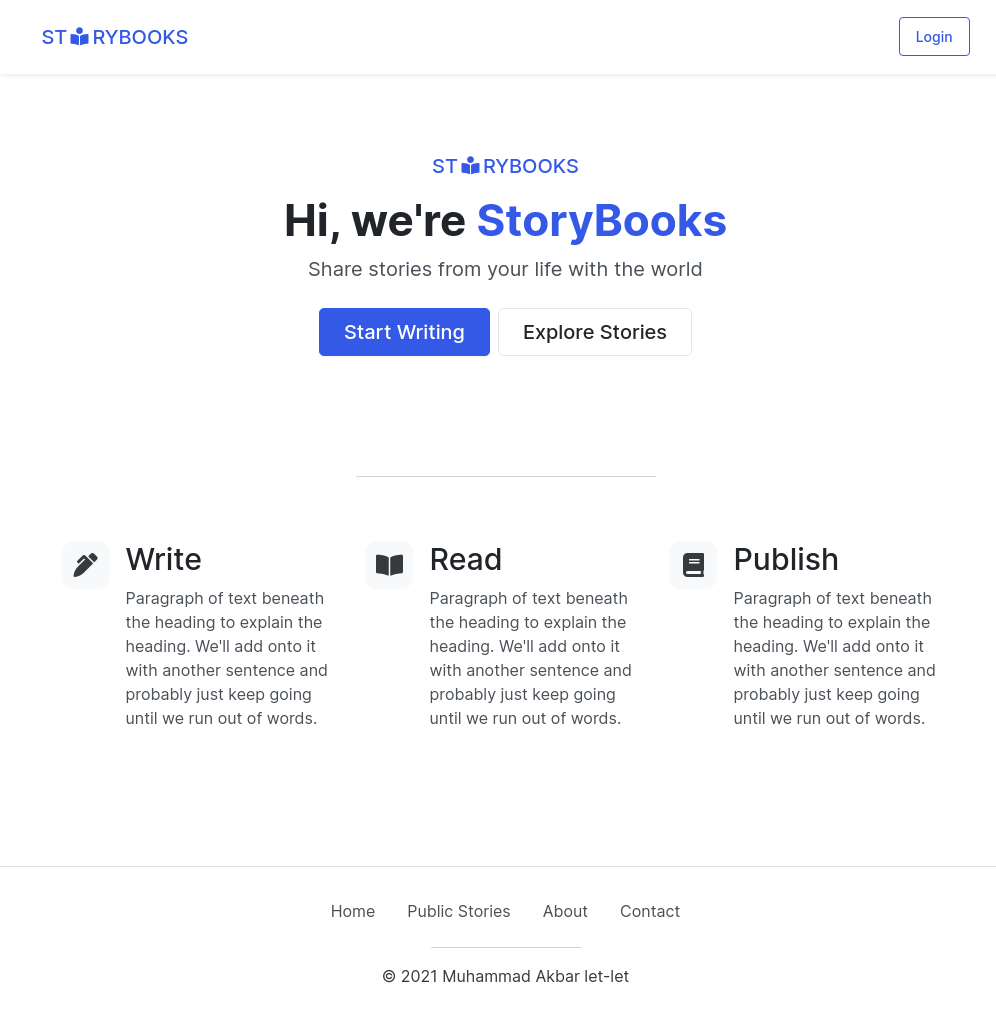 ST RYBOOKS
Login
ST RYBOOKS
Hi, we're StoryBooks
Share stories from your life with the world
Start Writing
Explore Stories
Write
Paragraph of text beneath
the heading to explain the
heading. We'll add onto it
with another sentence and
probably just keep going
until we run out of words.
Read
Paragraph of text beneath
the heading to explain the
heading. We'll add onto it
with another sentence and
probably just keep going
until we run out of words.
Publish
Paragraph of text beneath
the heading to explain the
heading. We'll add onto it
with another sentence and
probably just keep going
until we run out of words.
Home Public Stories About Contact
© 2021 Muhammad Akbar let-let